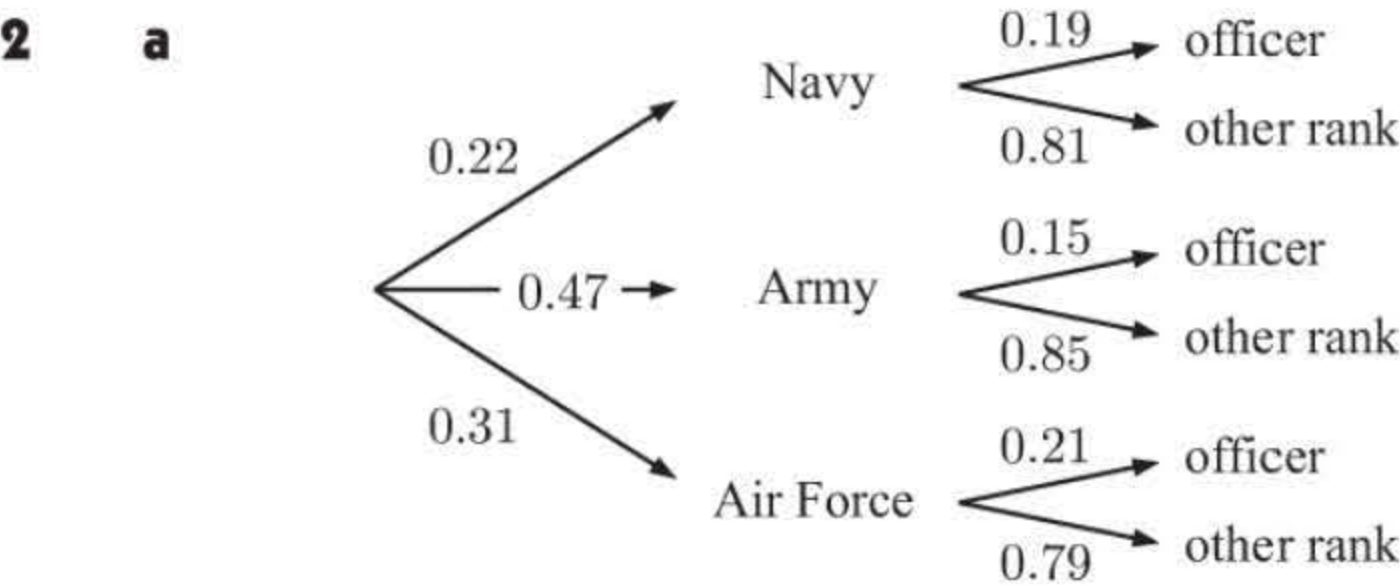 2 a
0.19 officer
Navy
0.81 other rank
0.22
0.15 officer
0.47 Army
0.85 other rank
0.31
0.21 officer
Air Force
0.79 other rank